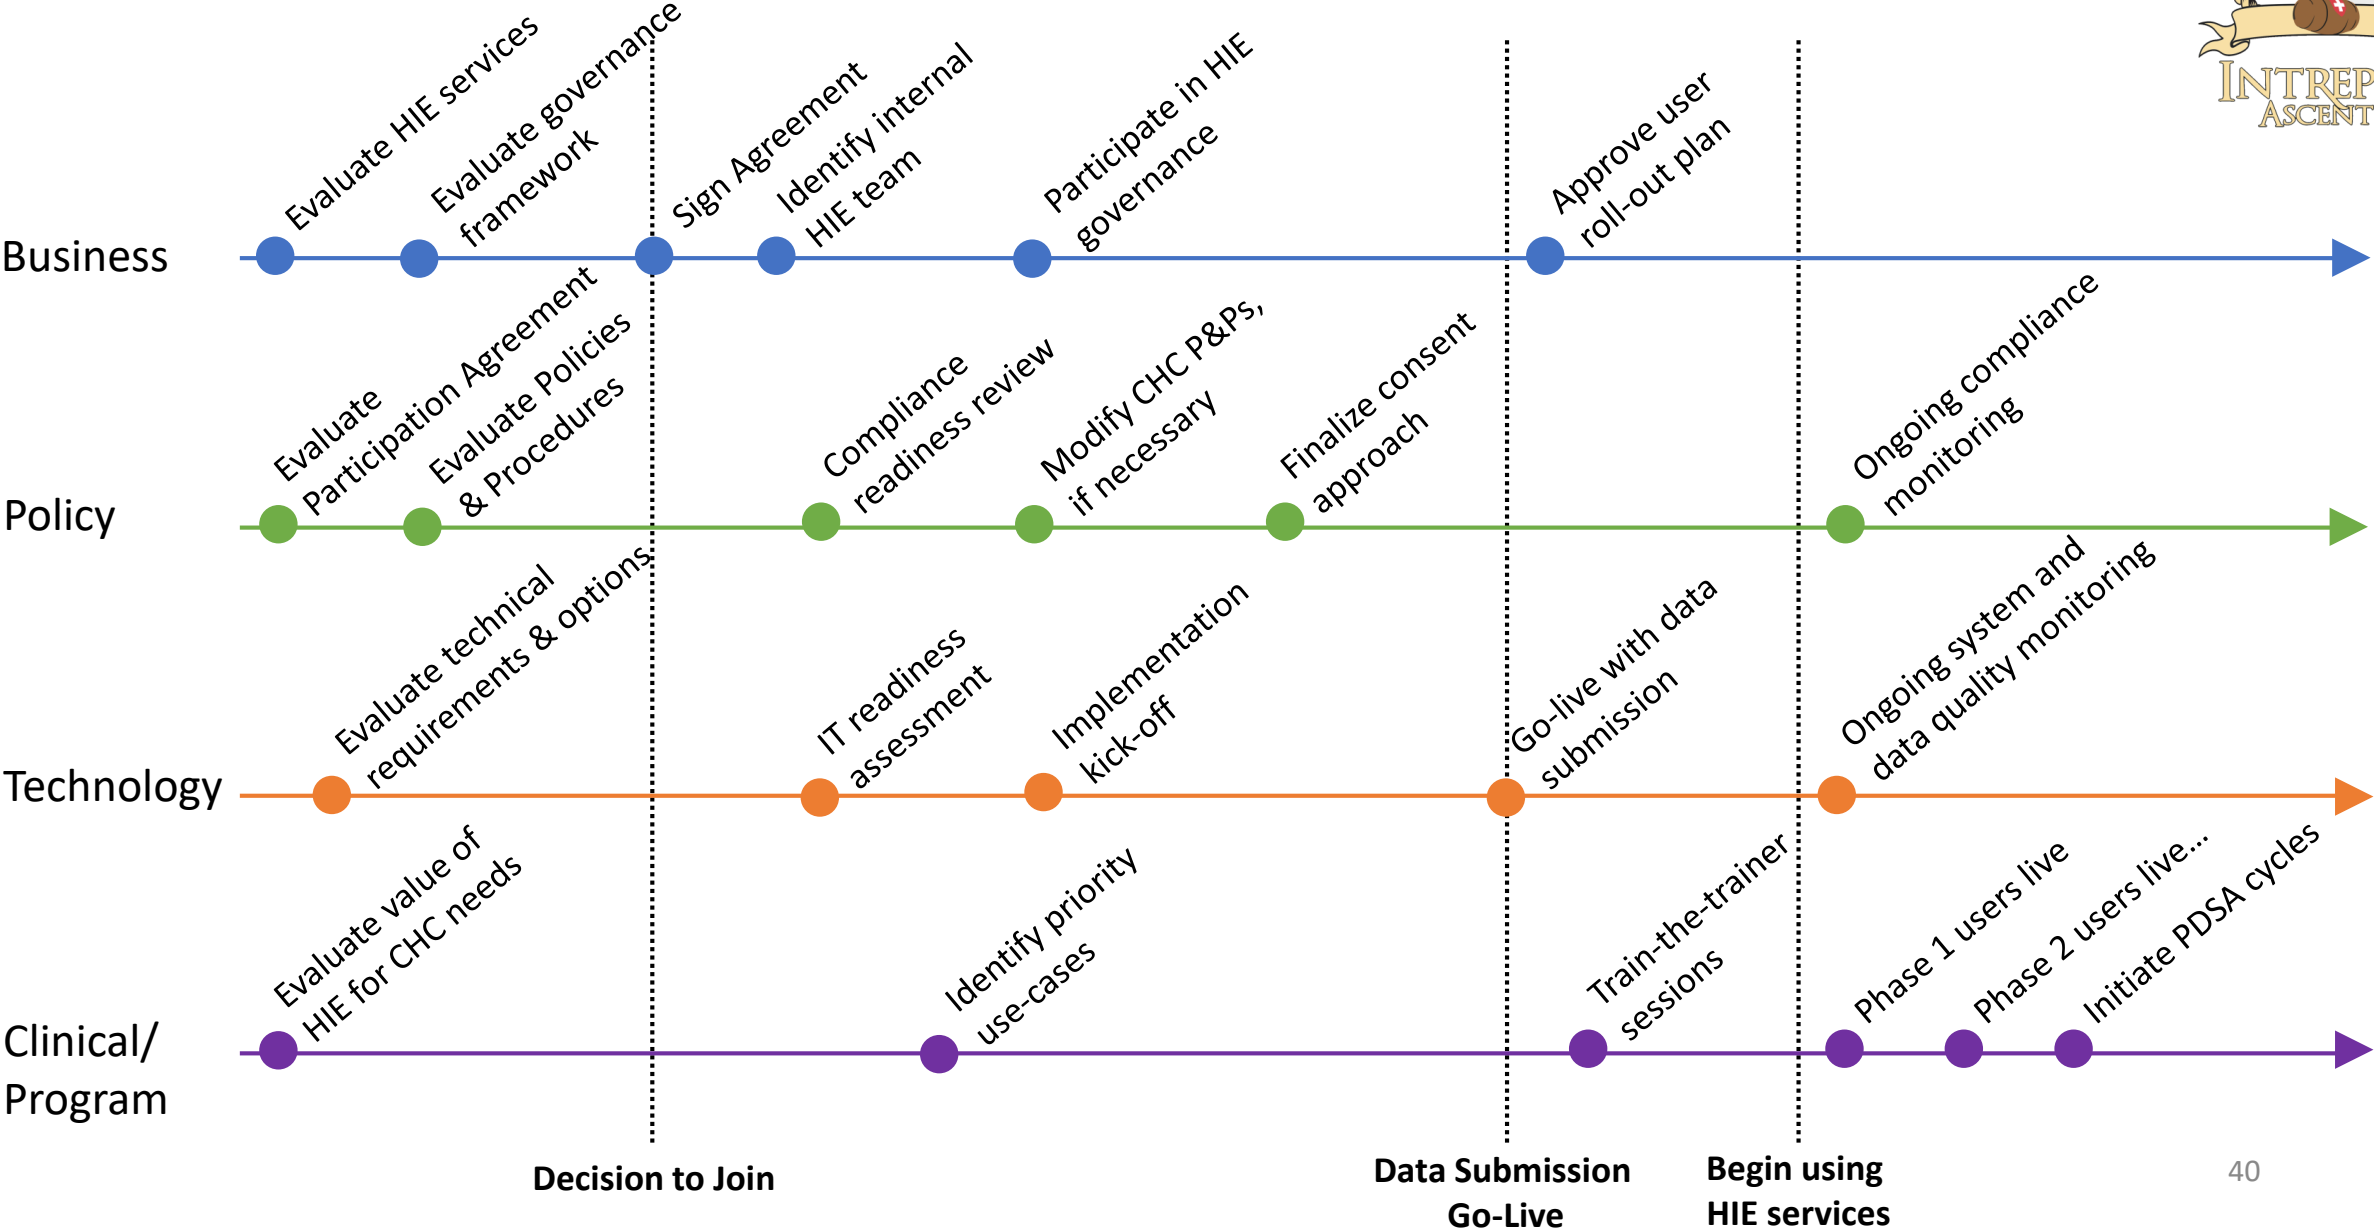 INTREP
ASCENT
Business
Evaluate HIE services
Evaluate governance
framework
Sign Agreement
Identify internal
HIE team
Participate in HIE
governance
Approve user
roll-out plan
Policy
Evaluate
Participation Agreement
Evaluate Policies
& Procedures
Compliance
readiness review
Modify CHC P&Ps,
if necessary
Finalize consent
approach
Ongoing compliance
monitoring
Technology
Evaluate technical
requirements & options
IT readiness
assessment
Implementation
kick-off
Go-live with data
submission
Ongoing system and
data quality monitoring
Clinical/
Program
Evaluate value of
HIE for CHC needs
Identify priority
use-cases
Train-the-trainer
sessions
Phase 1 users live
Phase 2 users live...
Initiate PDSA cycles
Decision to Join
Data Submission
Go-Live
Begin using
HIE services
40